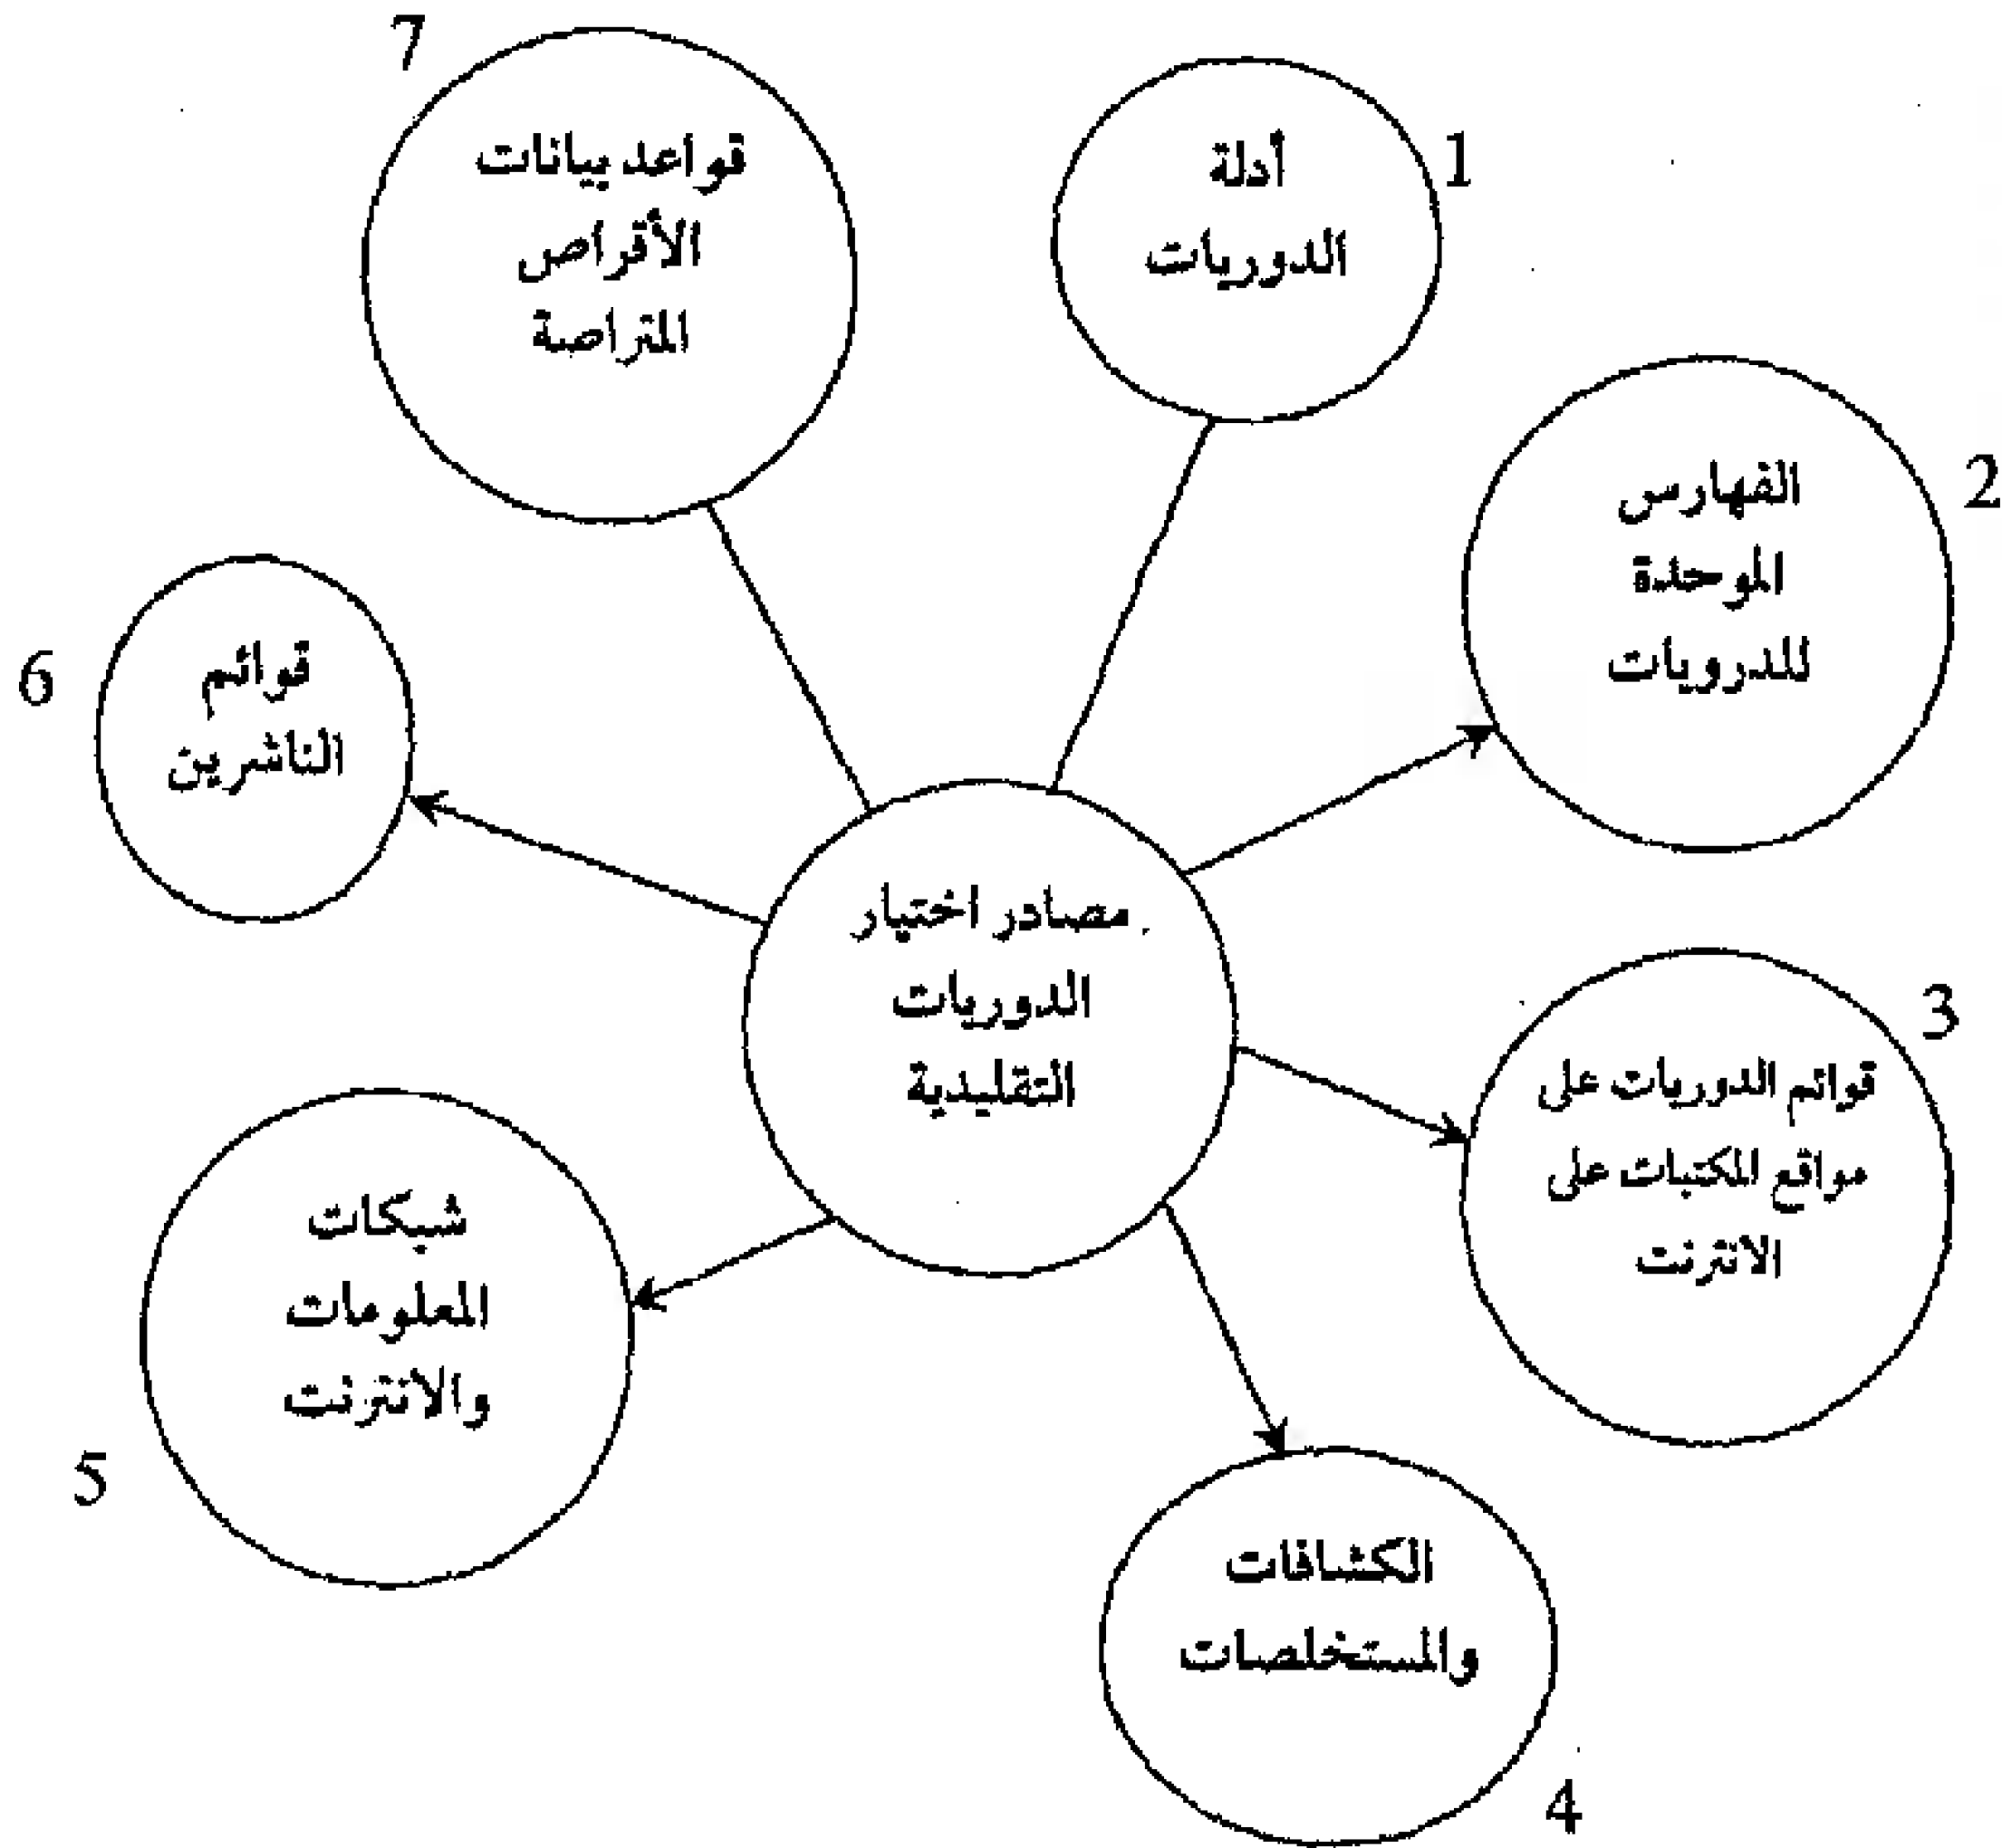 7
قواعد بيانات
الأقراص
المتراصة
1
أدلة
الدوريات
2
الفهارس
الموحدة
للمدرويات
6
قوائم
الناشرين
مصادر اختيار
الدوريات
التقليدية
3
قوائم الدوريات على
مواقع المكتبات على
الانترنت
5
شبكات
المعلومات
والانترنت
4
الكشافات
والمستخلصات